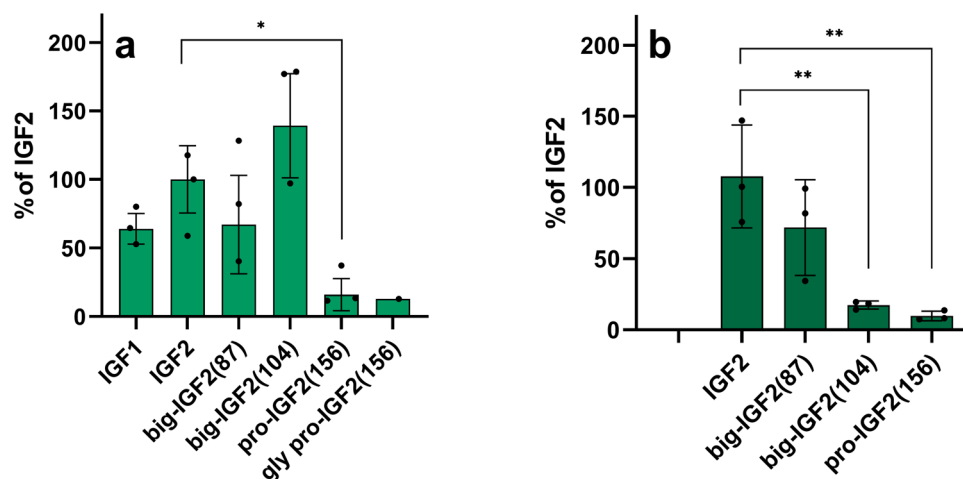 a
*
% of IGF2
200
150
100
50
0
IGF1
IGF2
big-IGF2(87)
big-IGF2(104)
pro-IGF2(156)
gly pro-IGF2(156)
b
**
**
% of IGF2
200
150
100
50
0
IGF2
big-IGF2(87)
big-IGF2(104)
pro-IGF2(156)